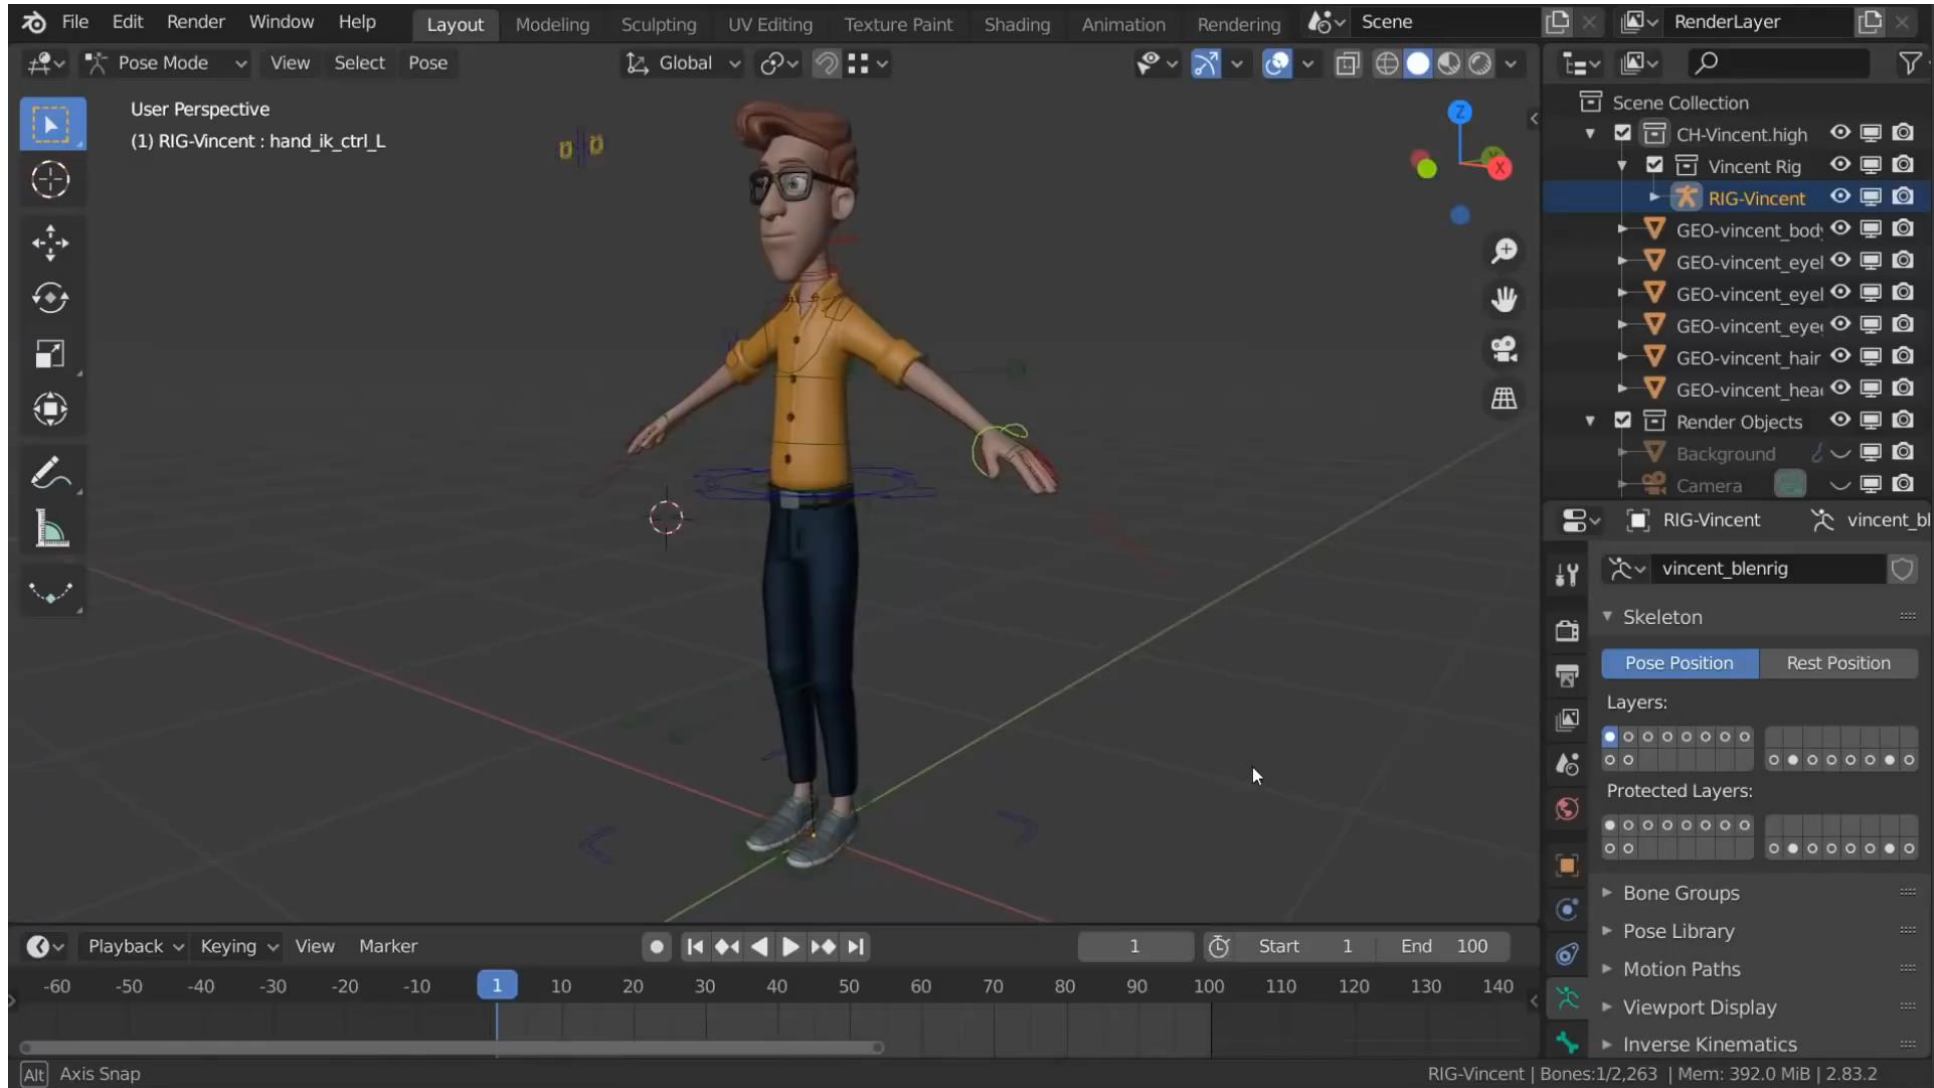 File Edit Render Window Help Layout Modeling Sculpting UV Editing Texture Paint Shading Animation Rendering Scene RenderLayer
Pose Mode View Select Pose Global
User Perspective
(1) RIG-Vincent : hand_ik_ctrl_L
Z
Y
X
Scene Collection
CH-Vincent.high
Vincent Rig
RIG-Vincent
GEO-vincent_body
GEO-vincent_eyel
GEO-vincent_eyel
GEO-vincent_eye
GEO-vincent_hair
GEO-vincent_hea
Render Objects
Background
Camera
RIG-Vincent vincent_bl
vincent_blenrig
Skeleton
Pose Position Rest Position
Layers:
Protected Layers:
Bone Groups
Pose Library
Motion Paths
Viewport Display
Inverse Kinematics
Playback Keying View Marker 1 Start 1 End 100
-60 -50 -40 -30 -20 -10 1 10 20 30 40 50 60 70 80 90 100 110 120 130 140
Alt Axis Snap RIG-Vincent | Bones:1/2,263 | Mem: 392.0 MiB | 2.83.2